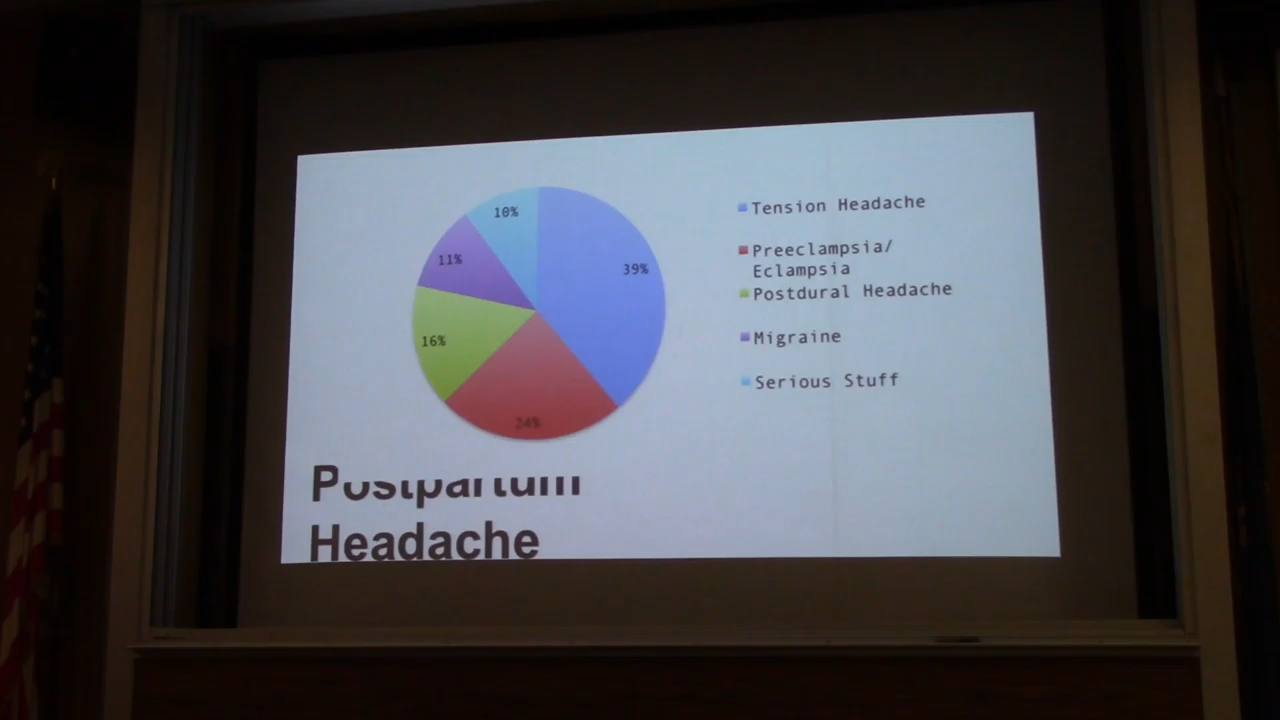 10%
39%
11%
16%
24%
Tension Headache
Preeclampsia/
Eclampsia
Postdural Headache
Migraine
Serious Stuff
Postpartum
Headache